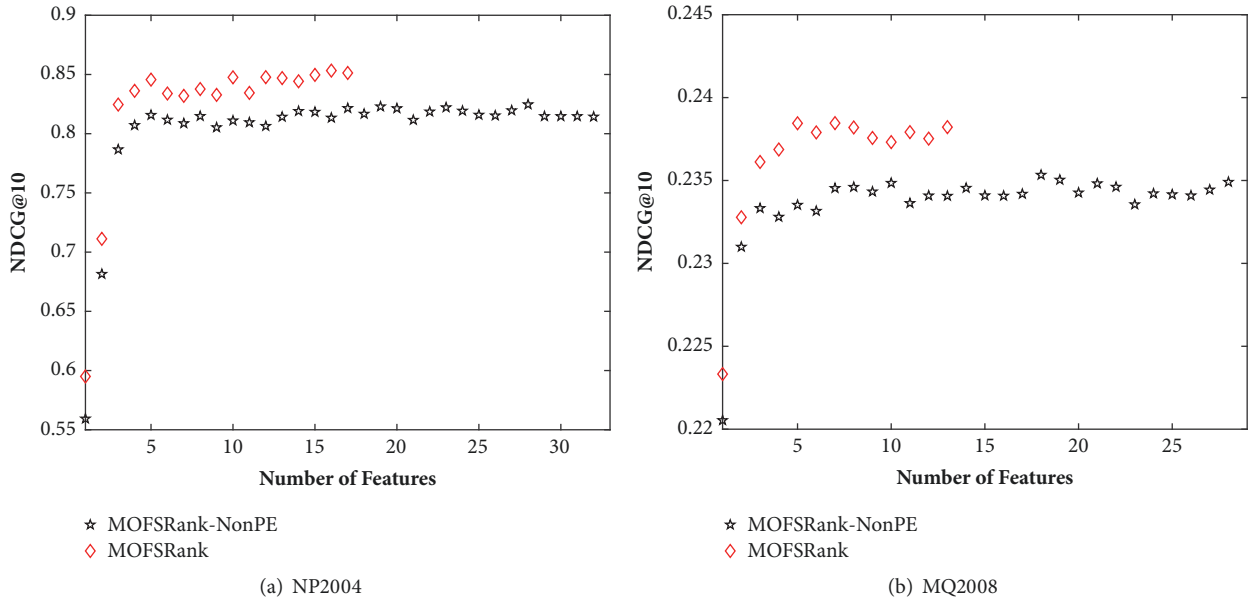 0.9
0.85
0.8
0.75
0.7
0.65
0.6
0.55
NDCG@10
5
10
15
20
25
30
Number of Features
MOFSRank-NonPE
MOFSRank
(a) NP2004
0.245
0.24
0.235
0.23
0.225
0.22
NDCG@10
5
10
15
20
25
Number of Features
MOFSRank-NonPE
MOFSRank
(b) MQ2008